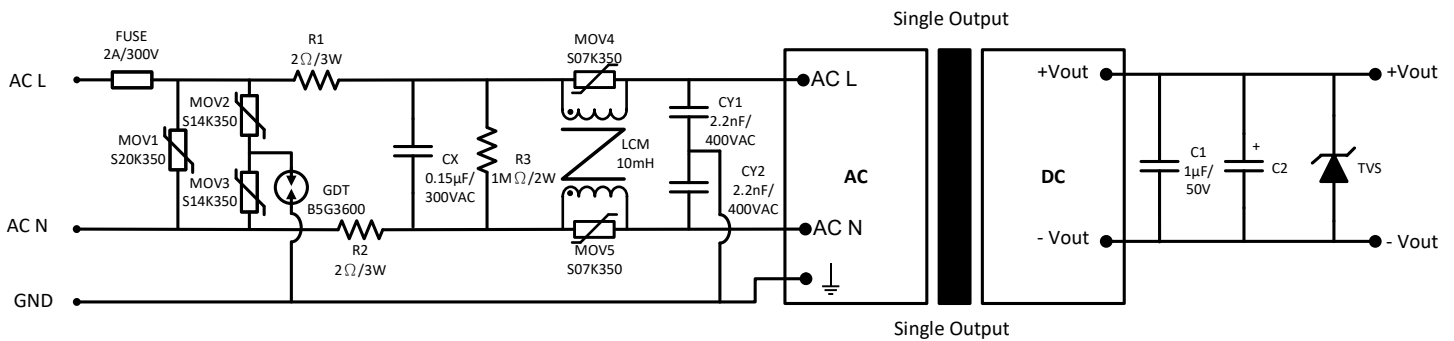 Single Output
FUSE
2A/300V
R1
2Ω/3W
MOV4
S07K350
AC L
AC L
+Vout
+Vout
MOV2
S14K350
MOV1
S20K350
CY1
2.2nF/
400VAC
LCM
10mH
CX
0.15μF/
300VAC
R3
1MΩ/2W
AC
DC
C1
1μF/
50V
+
C2
TVS
MOV3
S14K350
GDT
B5G3600
CY2
2.2nF/
400VAC
AC N
AC N
- Vout
- Vout
R2
2Ω/3W
MOV5
S07K350
GND
Single Output